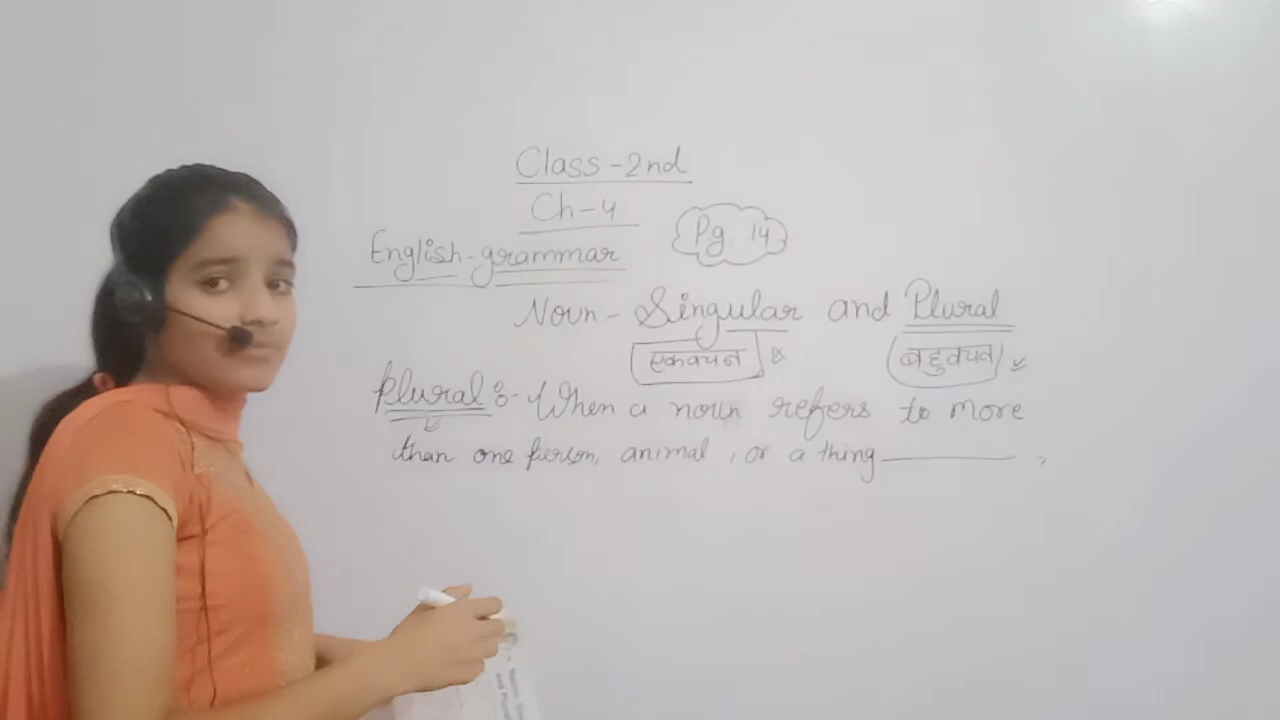 Class - 2nd
Ch - 4
English - grammar
Pg 14
Noun - Singular and Plural
एकवचन
बहुवचन
Plural :- When a noun refers to more
than one person, animal, or a thing